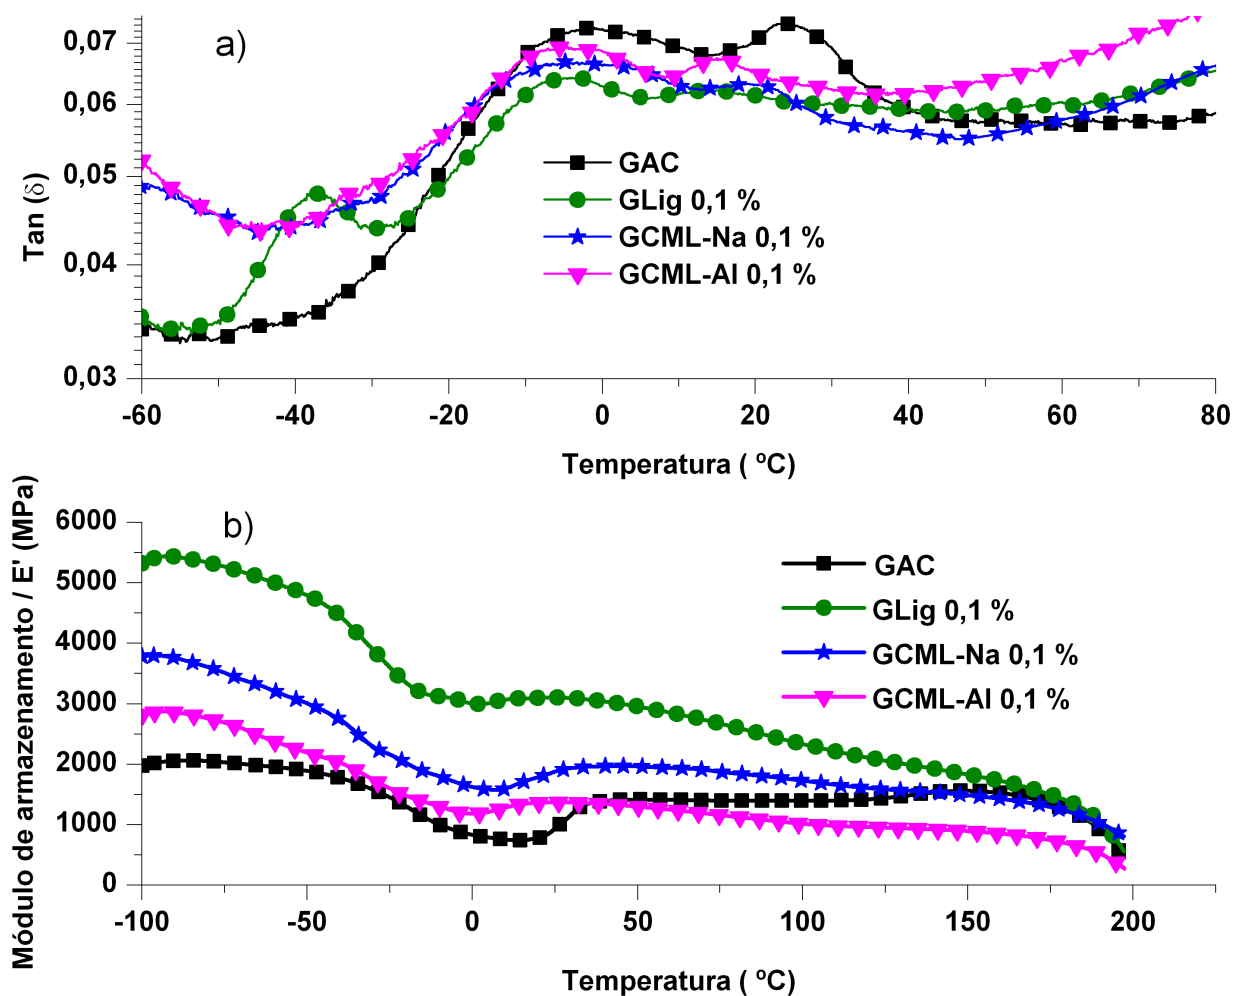 a)
0,07
0,06
0,05
0,04
0,03
Tan (δ)
GAC
GLig 0,1 %
GCML-Na 0,1 %
GCML-Al 0,1 %
-60 -40 -20 0 20 40 60 80
Temperatura ( ºC)
b)
6000
5000
4000
3000
2000
1000
0
Módulo de armazenamento / E' (MPa)
GAC
GLig 0,1 %
GCML-Na 0,1 %
GCML-Al 0,1 %
-100 -50 0 50 100 150 200
Temperatura ( ºC)